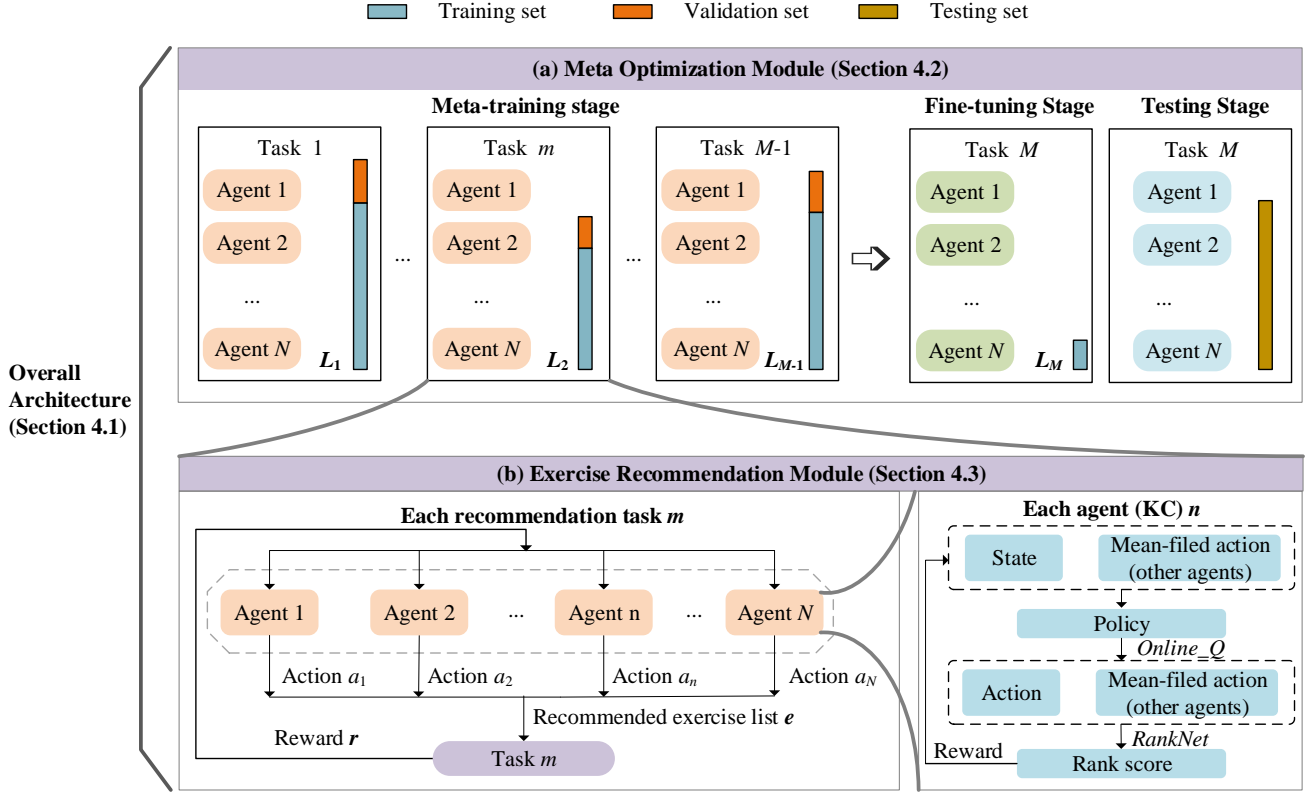 Training set
Validation set
Testing set
(a) Meta Optimization Module (Section 4.2)
Meta-training stage
Fine-tuning Stage
Testing Stage
Task 1
Agent 1
Agent 2
...
Agent N
L1
...
Task m
Agent 1
Agent 2
...
Agent N
L2
...
Task M-1
Agent 1
Agent 2
...
Agent N
LM-1
Task M
Agent 1
Agent 2
...
Agent N
LM
Task M
Agent 1
Agent 2
...
Agent N
Overall
Architecture
(Section 4.1)
(b) Exercise Recommendation Module (Section 4.3)
Each recommendation task m
Agent 1
Agent 2
...
Agent n
...
Agent N
Action a1
Action a2
Action an
Action aN
Recommended exercise list e
Reward r
Task m
Each agent (KC) n
State
Mean-filed action
(other agents)
Policy
Online_Q
Action
Mean-filed action
(other agents)
RankNet
Reward
Rank score